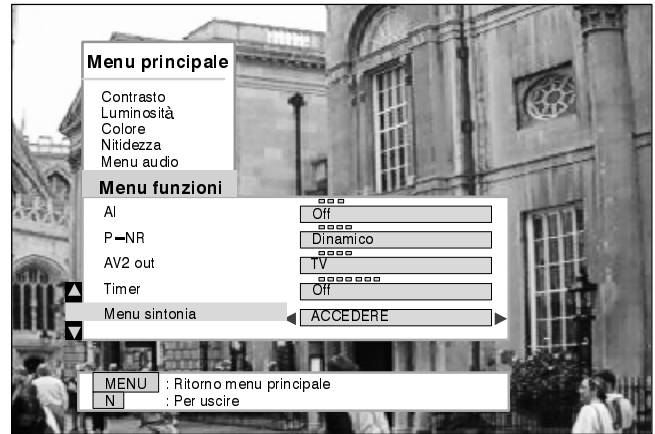 Menu principale
Contrasto
Luminosità
Colore
Nitidezza
Menu audio
Menu funzioni
AI Off
P-NR Dinamico
AV2 out TV
Timer Off
Menu sintonia ACCEDERE
MENU : Ritorno menu principale
N : Per uscire